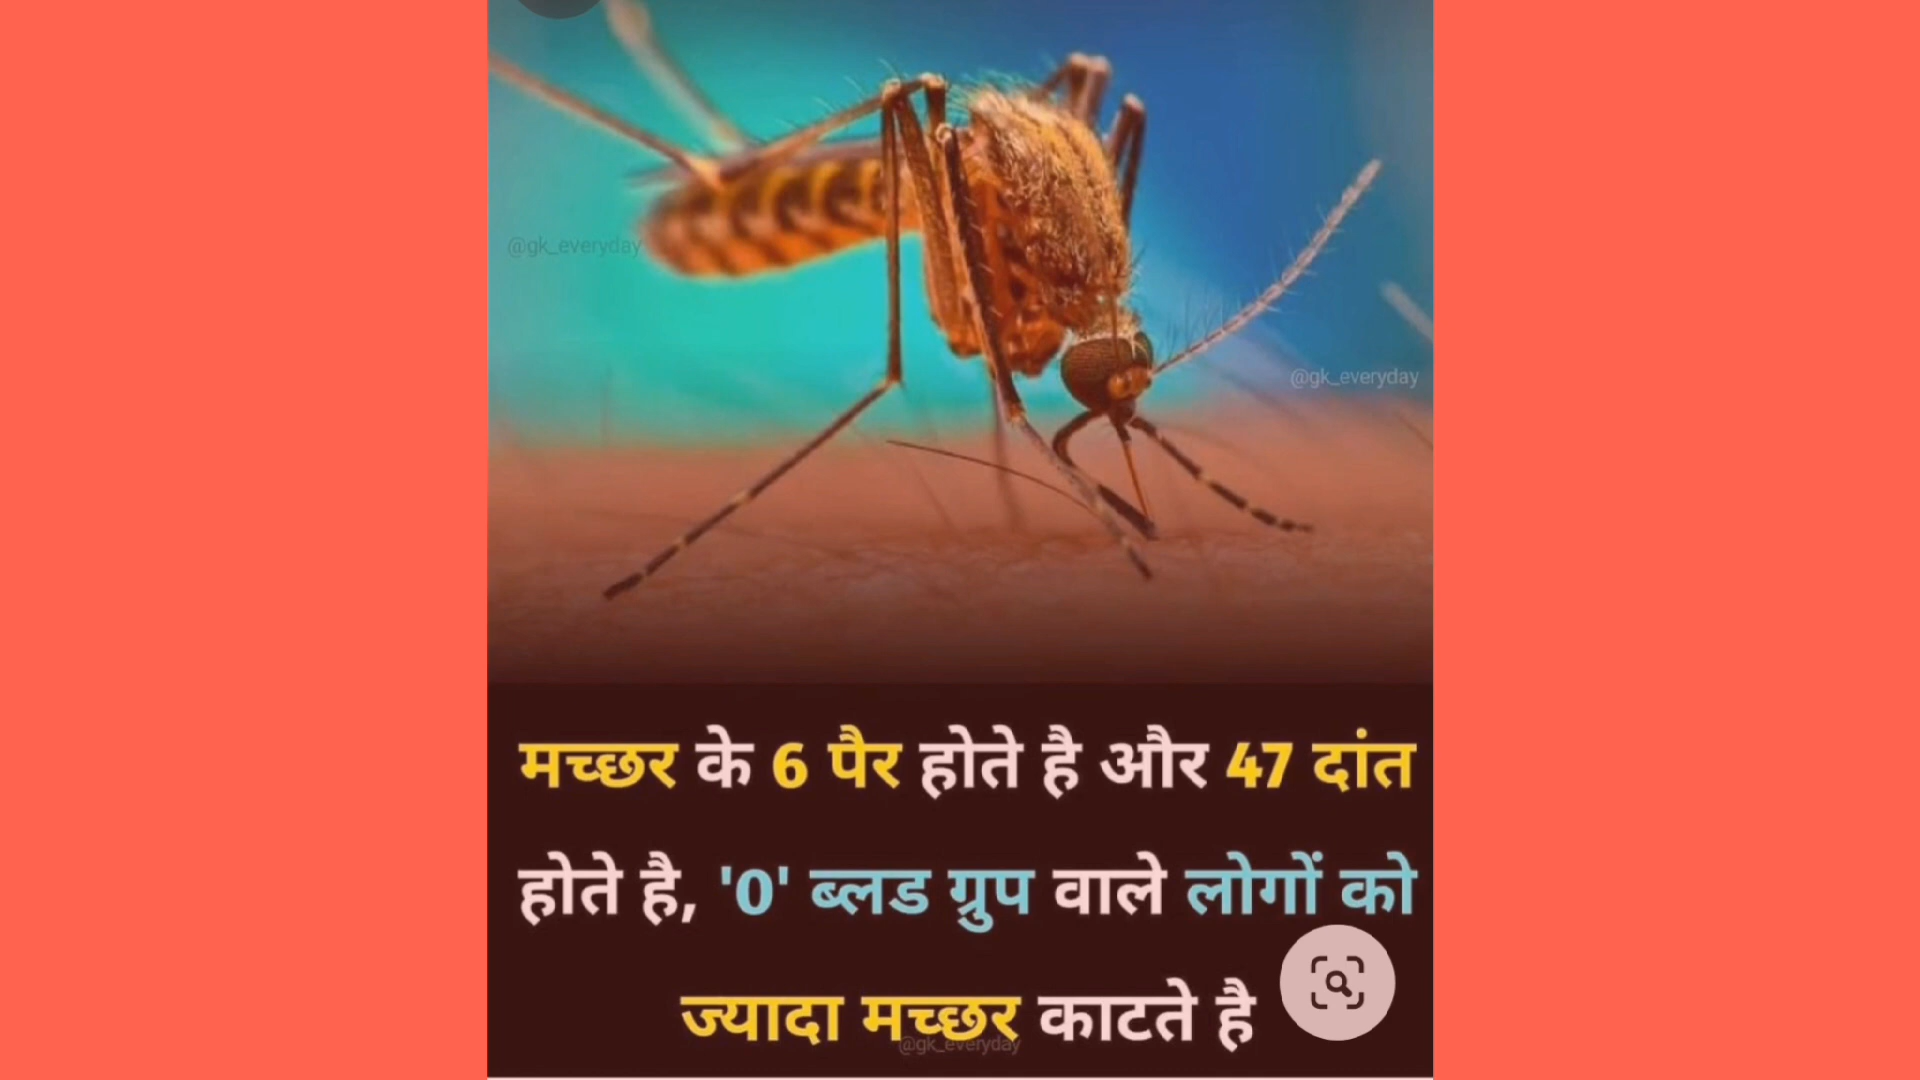 @gk_everyday
@gk_everyday
मच्छर के 6 पैर होते है और 47 दांत
होते है, '0' ब्लड ग्रुप वाले लोगों को
ज्यादा मच्छर काटते है
@gk_everyday